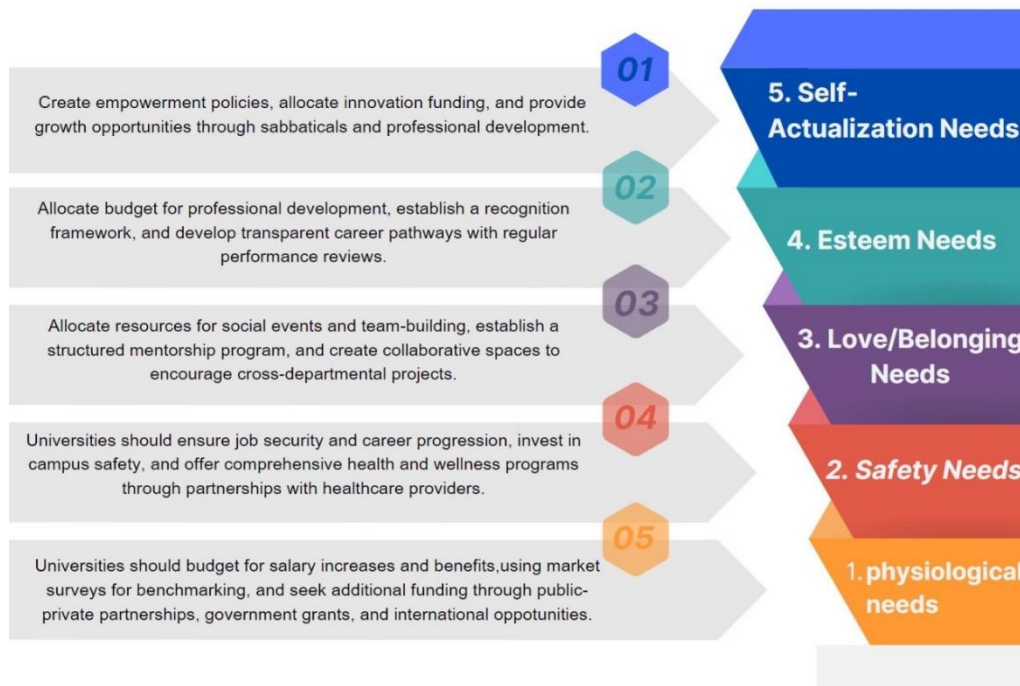 01
Create empowerment policies, allocate innovation funding, and provide
growth opportunities through sabbaticals and professional development.
5. Self-
Actualization Needs
02
Allocate budget for professional development, establish a recognition
framework, and develop transparent career pathways with regular
performance reviews.
4. Esteem Needs
03
Allocate resources for social events and team-building, establish a
structured mentorship program, and create collaborative spaces to
encourage cross-departmental projects.
3. Love/Belonging
Needs
04
Universities should ensure job security and career progression, invest in
campus safety, and offer comprehensive health and wellness programs
through partnerships with healthcare providers.
2. Safety Needs
05
Universities should budget for salary increases and benefits,using market
surveys for benchmarking, and seek additional funding through public-
private partnerships, government grants, and international oppotunities.
1. physiological
needs